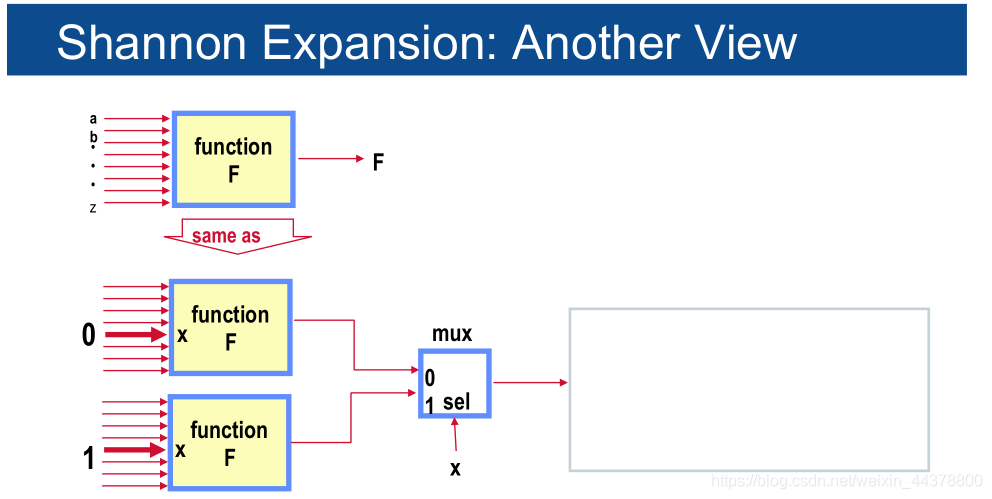 Shannon Expansion: Another View
a
b
•
•
•
z
function
F
F
same as
0
x
function
F
mux
0
1
sel
x
1
x
function
F
https://blog.csdn.net/weixin_44378800